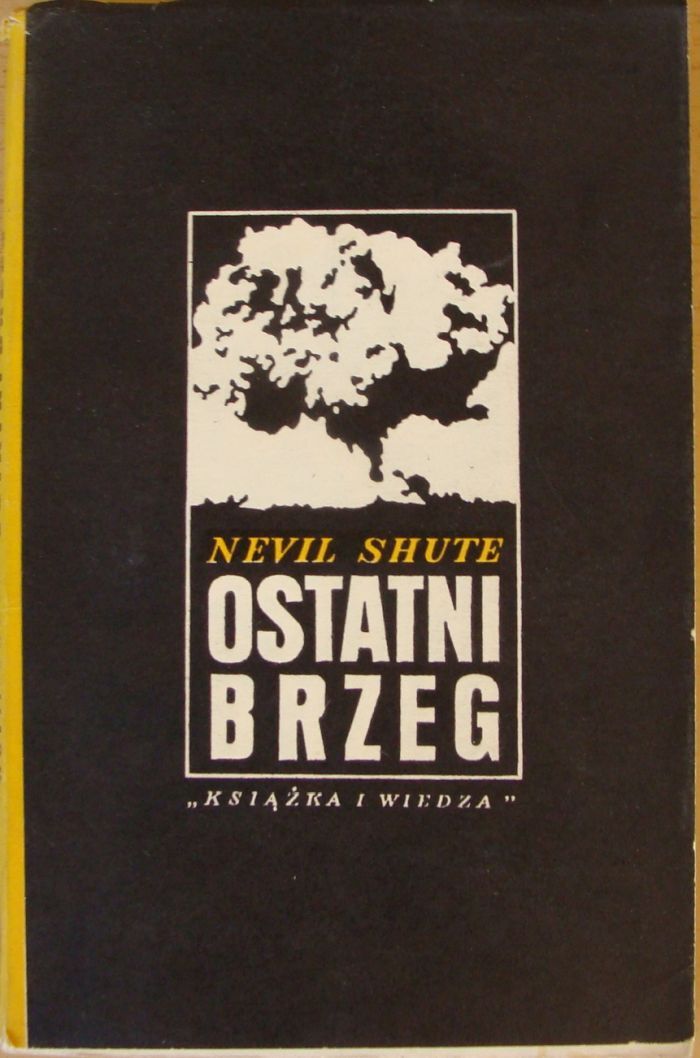 NEVIL SHUTE
OSTATNI
BRZEG
„KSIĄŻKA I WIEDZA”